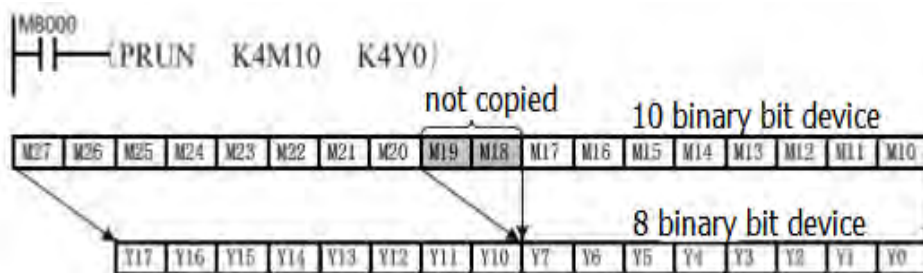 M8000
PRUN K4M10 K4Y0
not copied
10 binary bit device
M27 M26 M25 M24 M23 M22 M21 M20 M19 M18 M17 M16 M15 M14 M13 M12 M11 M10
8 binary bit device
Y17 Y16 Y15 Y14 Y13 Y12 Y11 Y10 Y7 Y6 Y5 Y4 Y3 Y2 Y1 Y0